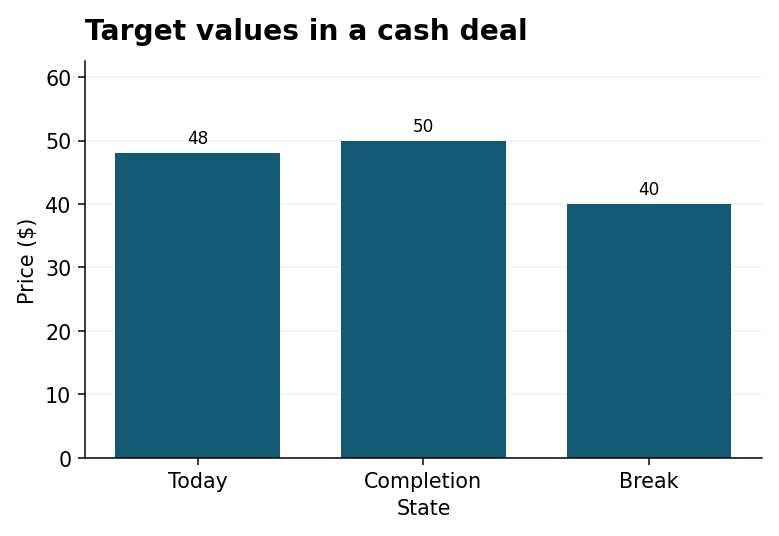 Target values in a cash deal
Price ($)
60
50
40
30
20
10
0
48
50
40
Today
Completion
Break
State